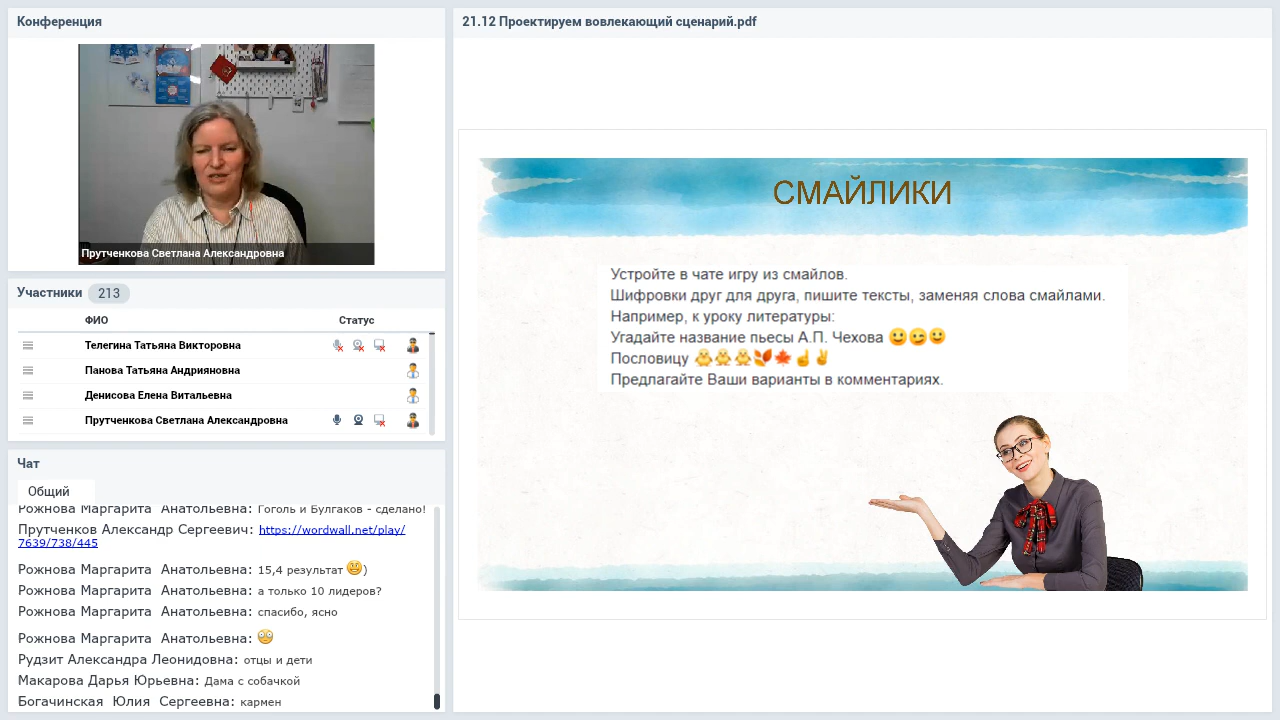 Конференция
Прутченкова Светлана Александровна
Участники 213
ФИО Статус
Телегина Татьяна Викторовна
Панова Татьяна Андрияновна
Денисова Елена Витальевна
Прутченкова Светлана Александровна
Чат
Общий
Рожнова Маргарита Анатольевна: Гоголь и Булгаков - сделано!
Прутченков Александр Сергеевич: https://wordwall.net/play/
7639/738/445
Рожнова Маргарита Анатольевна: 15,4 результат )
Рожнова Маргарита Анатольевна: а только 10 лидеров?
Рожнова Маргарита Анатольевна: спасибо, ясно
Рожнова Маргарита Анатольевна:
Рудзит Александра Леонидовна: отцы и дети
Макарова Дарья Юрьевна: Дама с собачкой
Богачинская Юлия Сергеевна: кармен
21.12 Проектируем вовлекающий сценарий.pdf
СМАЙЛИКИ
Устройте в чате игру из смайлов.
Шифровки друг для друга, пишите тексты, заменяя слова смайлами.
Например, к уроку литературы:
Угадайте название пьесы А.П. Чехова
Пословицу
Предлагайте Ваши варианты в комментариях.